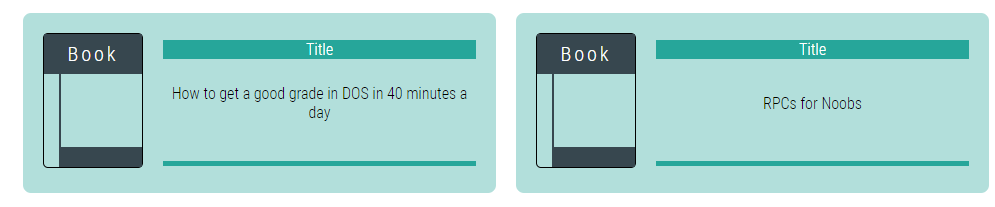 Book
Title
How to get a good grade in DOS in 40 minutes a
day
Book
Title
RPCs for Noobs